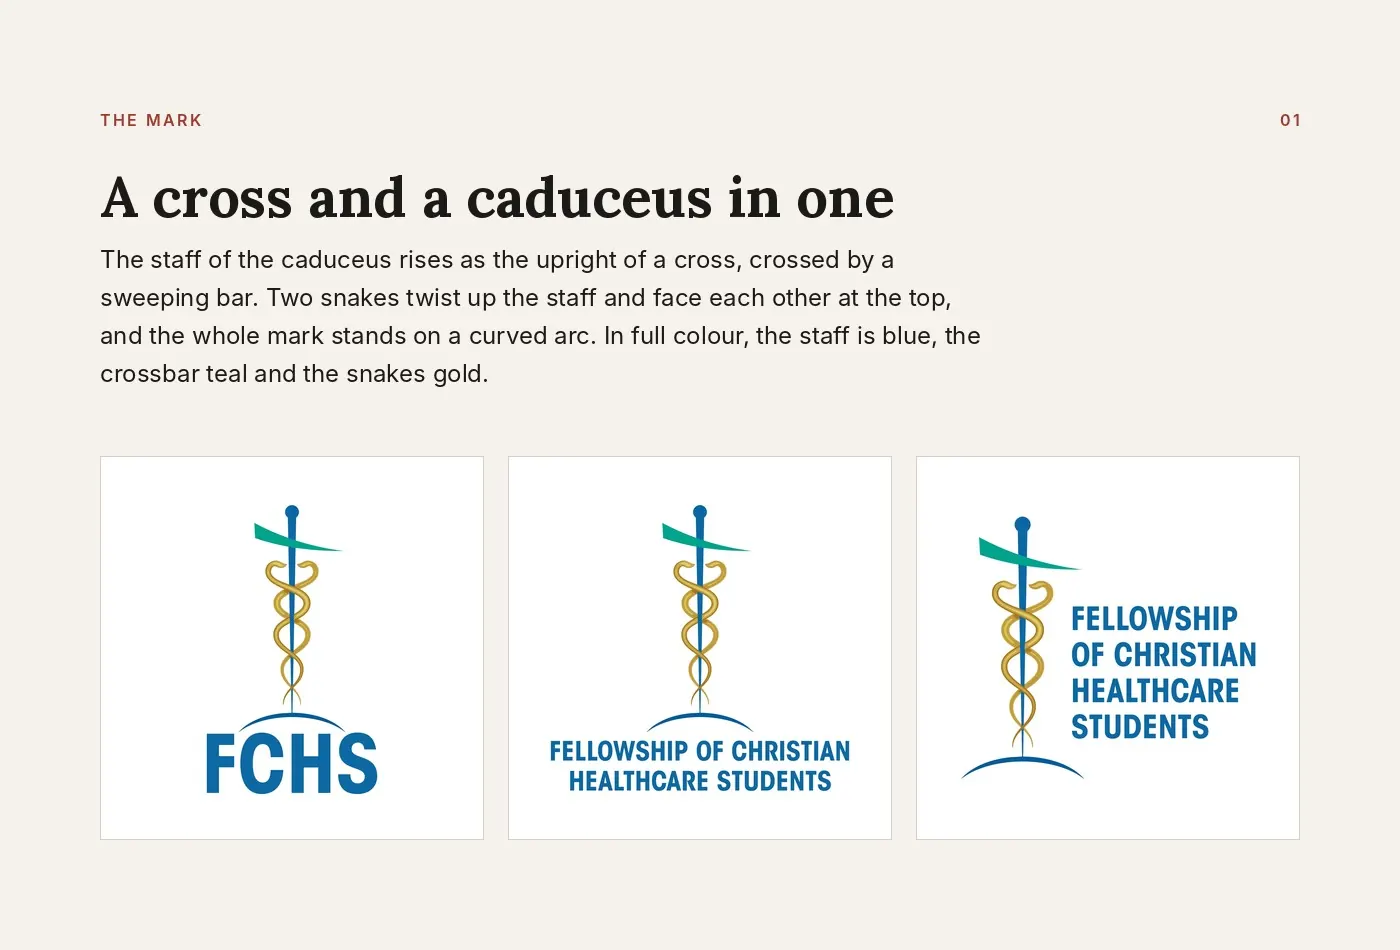 THE MARK
01
A cross and a caduceus in one
The staff of the caduceus rises as the upright of a cross, crossed by a
sweeping bar. Two snakes twist up the staff and face each other at the top,
and the whole mark stands on a curved arc. In full colour, the staff is blue, the
crossbar teal and the snakes gold.
FCHS
FELLOWSHIP OF CHRISTIAN
HEALTHCARE STUDENTS
FELLOWSHIP
OF CHRISTIAN
HEALTHCARE
STUDENTS